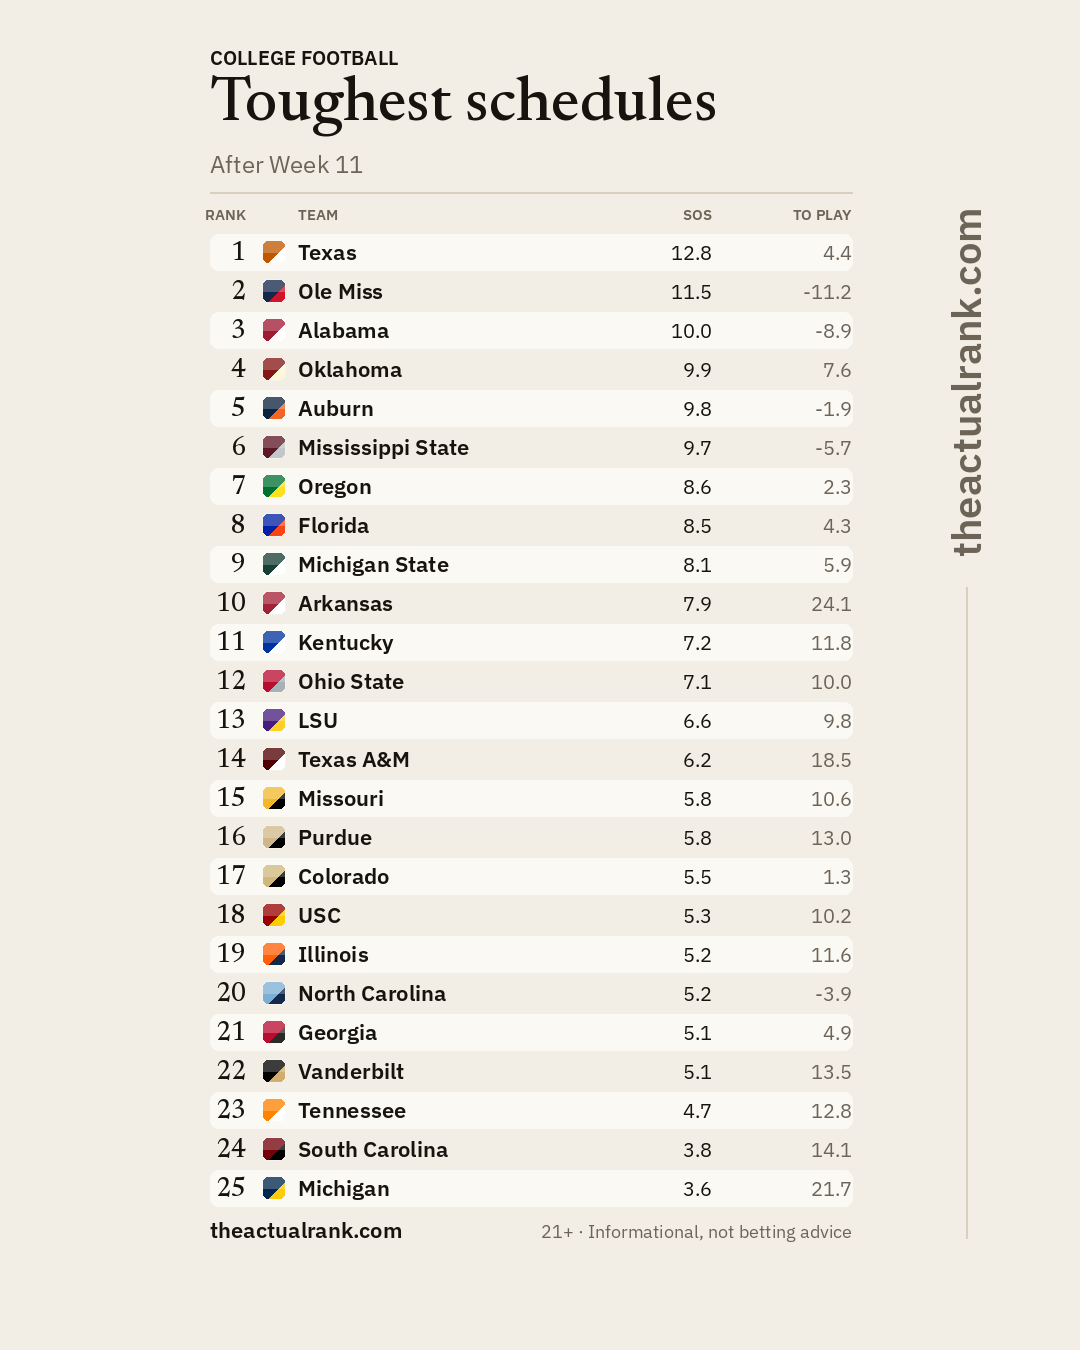 COLLEGE FOOTBALL
Toughest schedules
After Week 11
RANK TEAM SOS TO PLAY
1 Texas 12.8 4.4
2 Ole Miss 11.5 -11.2
3 Alabama 10.0 -8.9
4 Oklahoma 9.9 7.6
5 Auburn 9.8 -1.9
6 Mississippi State 9.7 -5.7
7 Oregon 8.6 2.3
8 Florida 8.5 4.3
9 Michigan State 8.1 5.9
10 Arkansas 7.9 24.1
11 Kentucky 7.2 11.8
12 Ohio State 7.1 10.0
13 LSU 6.6 9.8
14 Texas A&M 6.2 18.5
15 Missouri 5.8 10.6
16 Purdue 5.8 13.0
17 Colorado 5.5 1.3
18 USC 5.3 10.2
19 Illinois 5.2 11.6
20 North Carolina 5.2 -3.9
21 Georgia 5.1 4.9
22 Vanderbilt 5.1 13.5
23 Tennessee 4.7 12.8
24 South Carolina 3.8 14.1
25 Michigan 3.6 21.7
theactualrank.com 21+ · Informational, not betting advice
theactualrank.com